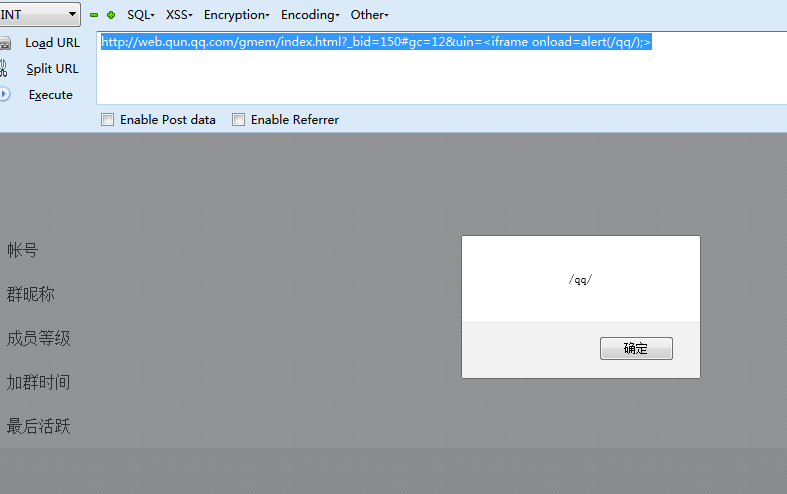 INT SQL▾ XSS▾ Encryption▾ Encoding▾ Other▾
Load URL
http://web.qun.qq.com/gmem/index.html?_bid=150#gc=12&uin=<iframe onload=alert(/qq/);>
Split URL
Execute
Enable Post data Enable Referrer
帐号
/qq/
群昵称
成员等级
确定
加群时间
最后活跃